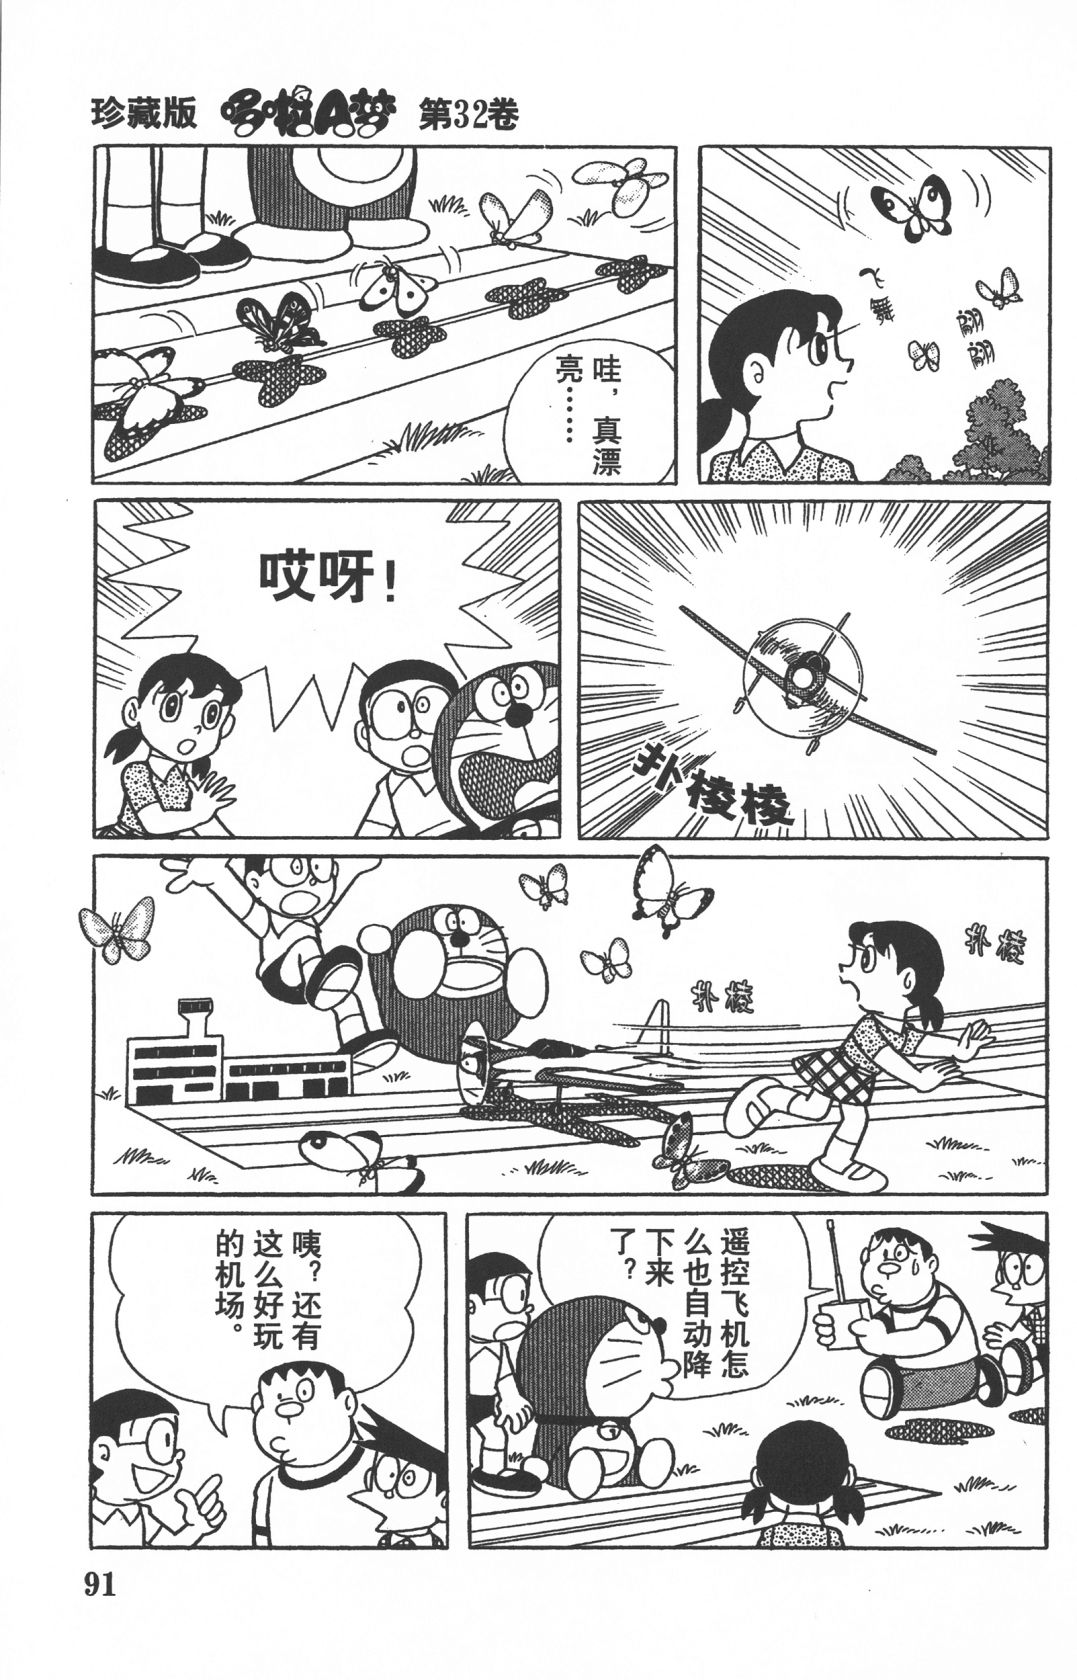 珍藏版 哆啦A梦 第32卷
翩翩
飞舞
哇，真漂
亮……
扑棱棱
哎呀！
扑棱
扑棱
遥控飞机怎
么也自动降
下来
了？
咦？还有
这么好玩
的机场。
91